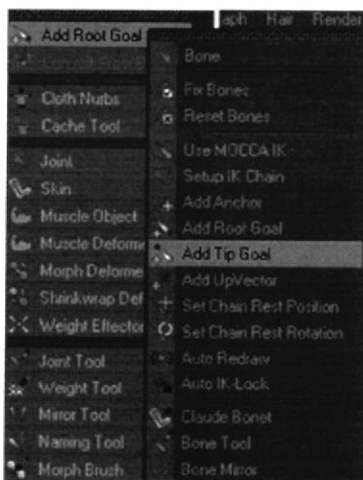 aph Hair Render
Add Root Goal
Cloth Nurbs
Cache Tool
Joint
Skin
Muscle Object
Muscle Deforme
Morph Deforme
Shrinkwrap Def
Weight Effector
Joint Tool
Weight Tool
Mirror Tool
Naming Tool
Morph Brush
Bone
Fix Bones
Reset Bones
Use MOCCA IK
Setup IK Chain
Add Anchor
Add Root Goal
Add Tip Goal
Add UpVector
Set Chain Rest Position
Set Chain Rest Rotation
Auto Redraw
Auto IK-Lock
Claude Bonet
Bone Tool
Bone Mirror